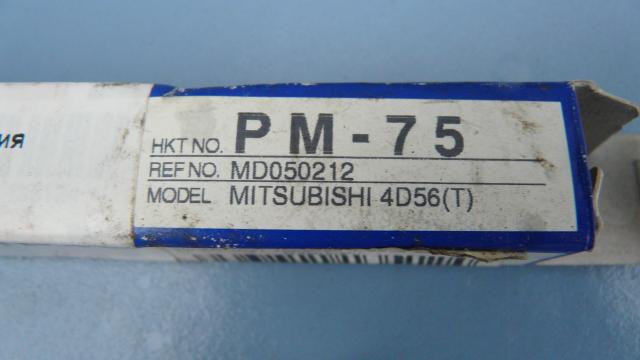 ия
HKT NO. PM-75
REF NO. MD050212
MODEL MITSUBISHI 4D56(T)